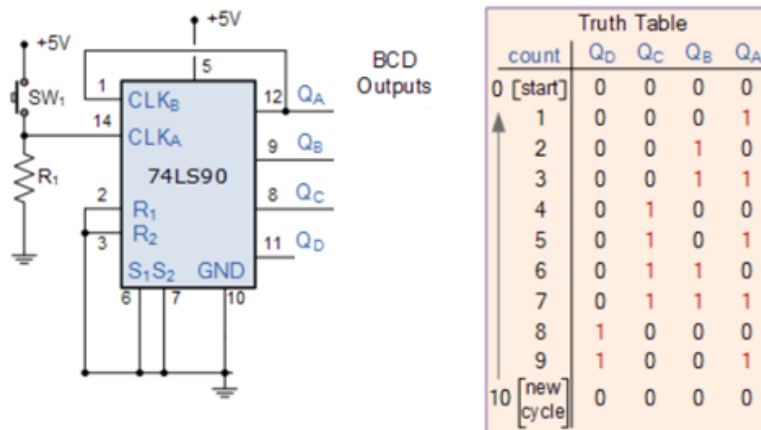 +5V
+5V
SW1
R1
1
14
2
3
5
CLKB
CLKA
74LS90
R1
R2
S1S2 GND
6 7 10
12 QA
9 QB
8 QC
11 QD
BCD
Outputs
Truth Table
count QD QC QB QA
0 [start] 0 0 0 0
1 0 0 0 1
2 0 0 1 0
3 0 0 1 1
4 0 1 0 0
5 0 1 0 1
6 0 1 1 0
7 0 1 1 1
8 1 0 0 0
9 1 0 0 1
10 [new cycle] 0 0 0 0